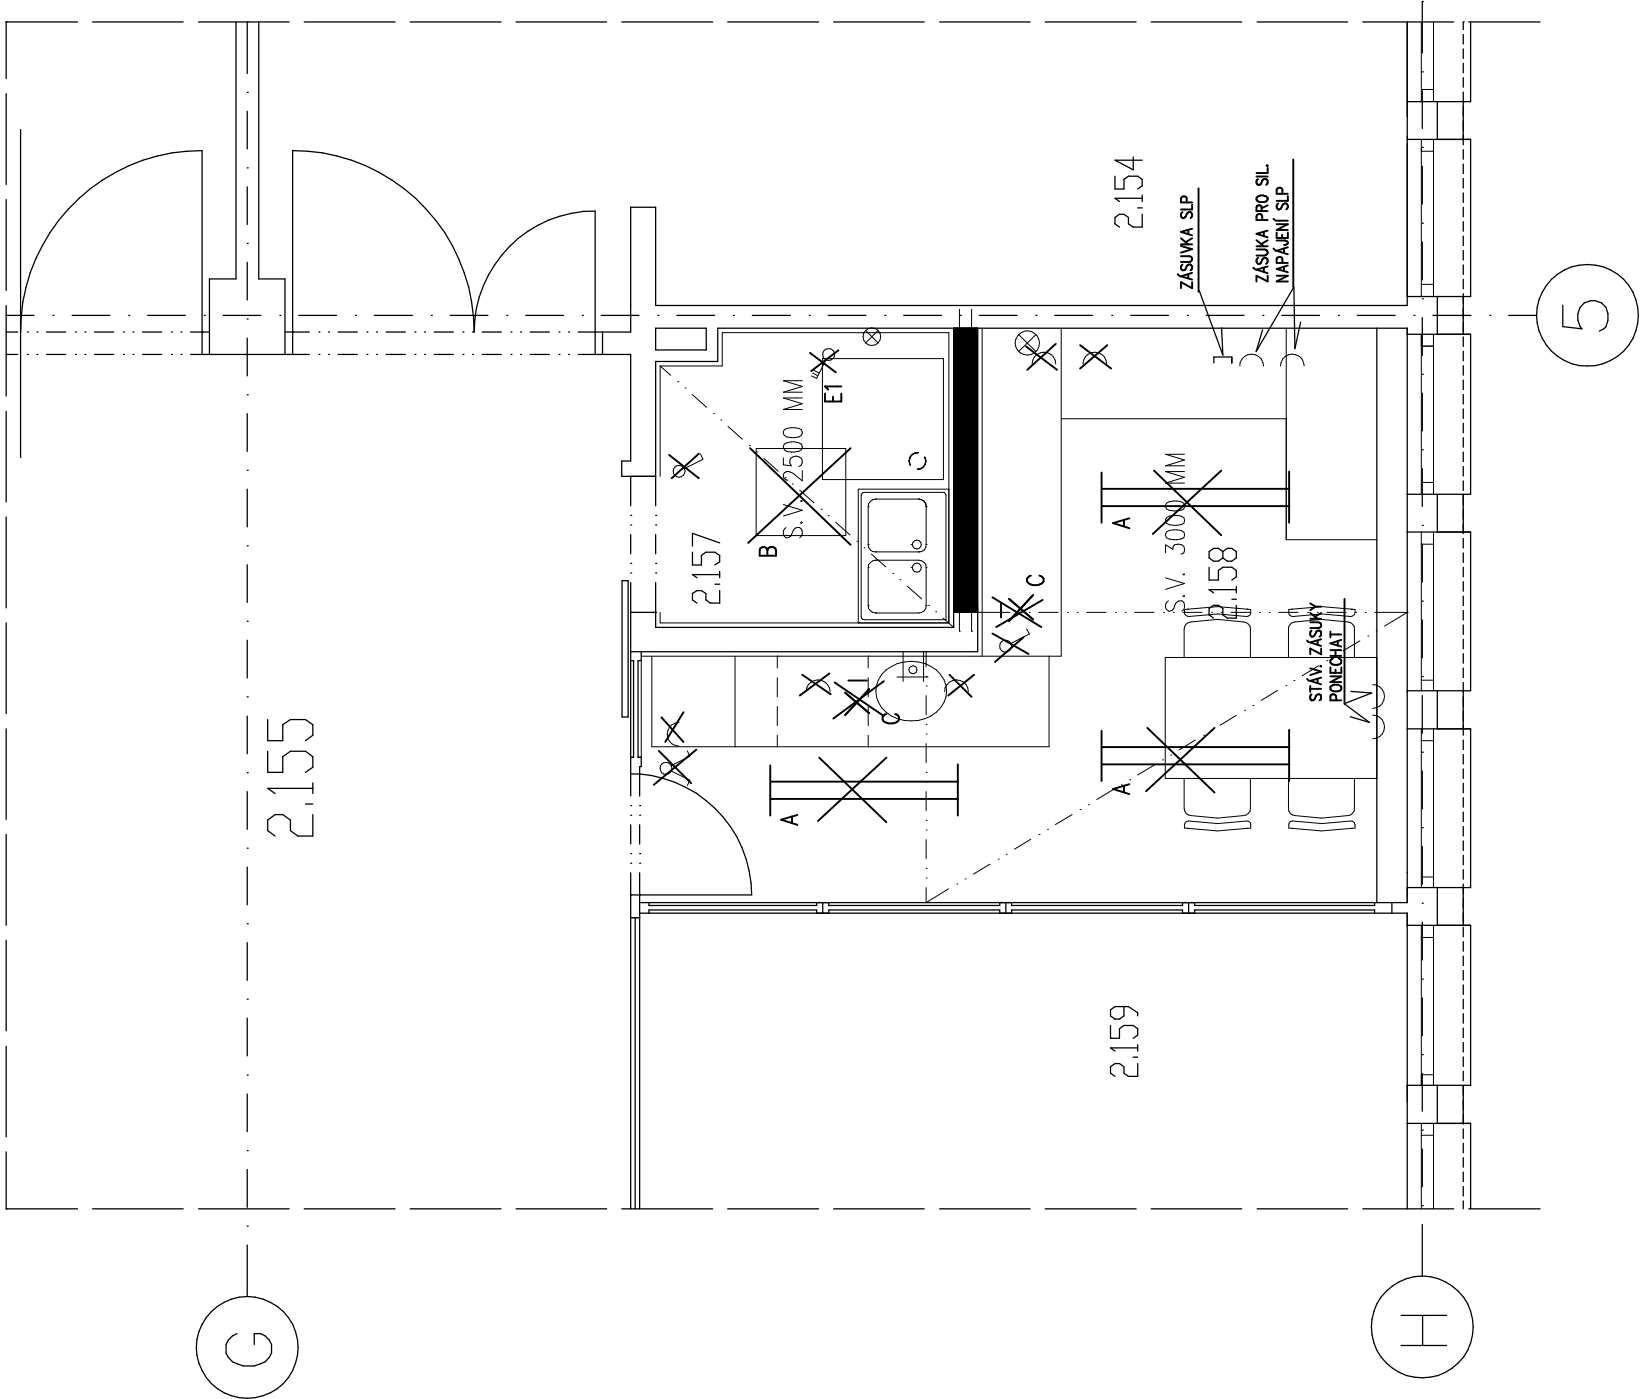 2.155
2.154
ZÁSUVKA SLP
ZÁSUKA PRO SIL.
NAPÁJENÍ SLP
5
E1
S.V. 2500 MM
B
2.157
A
S.V. 3000 MM
2.158
C
STÁV. ZÁSUKY
PONECHAT
C
A
A
2.159
G
H